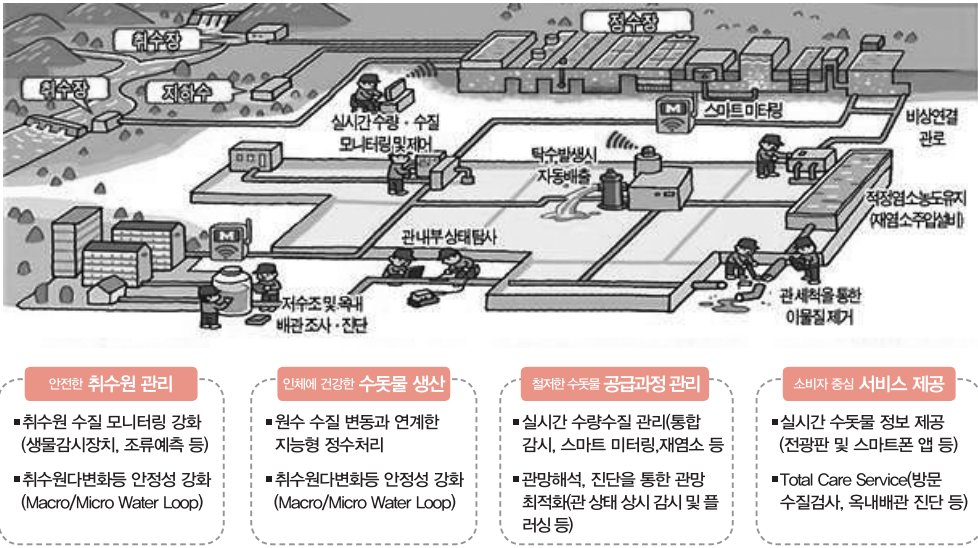 취수장
정수장
취수장
지하수
M
스마트 미터링
비상연결
관로
실시간 수량·수질
모니터링 및 제어
탁수발생시
자동배출
적정염소농도유지
(재염소주입설비)
M
관 내부 상태 탐사
저수조 및 옥내
배관 조사·진단
관 세척을 통한
이물질 제거
안전한 취수원 관리
▪취수원 수질 모니터링 강화
(생물감시장치, 조류예측 등)
▪취수원다변화등 안정성 강화
(Macro/Micro Water Loop)
인체에 건강한 수돗물 생산
▪원수 수질 변동과 연계한
지능형 정수처리
▪취수원다변화등 안정성 강화
(Macro/Micro Water Loop)
철저한 수돗물 공급과정 관리
▪실시간 수량수질 관리(통합
감시, 스마트 미터링,재염소 등
▪관망해석, 진단을 통한 관망
최적화(관 상태 상시 감시 및 플
러싱 등)
소비자 중심 서비스 제공
▪실시간 수돗물 정보 제공
(전광판 및 스마트폰 앱 등)
▪Total Care Service(방문
수질검사, 옥내배관 진단 등)